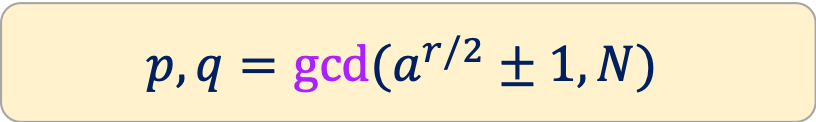 p, q = gcd(a^{r/2} ± 1, N)